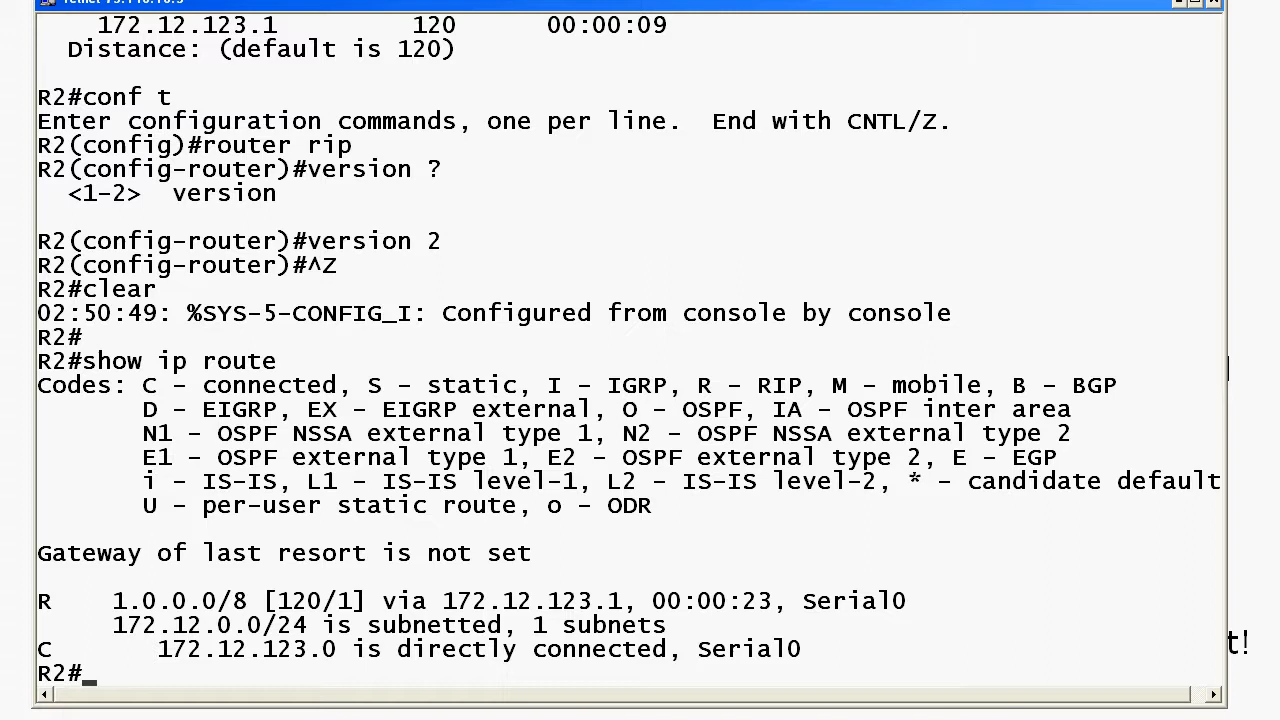 172.12.123.1         120      00:00:09
  Distance: (default is 120)
R2#conf t
Enter configuration commands, one per line.  End with CNTL/Z.
R2(config)#router rip
R2(config-router)#version ?
  <1-2>  version
R2(config-router)#version 2
R2(config-router)#^Z
R2#clear
02:50:49: %SYS-5-CONFIG_I: Configured from console by console
R2#
R2#show ip route
Codes: C - connected, S - static, I - IGRP, R - RIP, M - mobile, B - BGP
       D - EIGRP, EX - EIGRP external, O - OSPF, IA - OSPF inter area
       N1 - OSPF NSSA external type 1, N2 - OSPF NSSA external type 2
       E1 - OSPF external type 1, E2 - OSPF external type 2, E - EGP
       i - IS-IS, L1 - IS-IS level-1, L2 - IS-IS level-2, * - candidate default
       U - per-user static route, o - ODR
Gateway of last resort is not set
R    1.0.0.0/8 [120/1] via 172.12.123.1, 00:00:23, Serial0
     172.12.0.0/24 is subnetted, 1 subnets
C       172.12.123.0 is directly connected, Serial0
t!
R2#